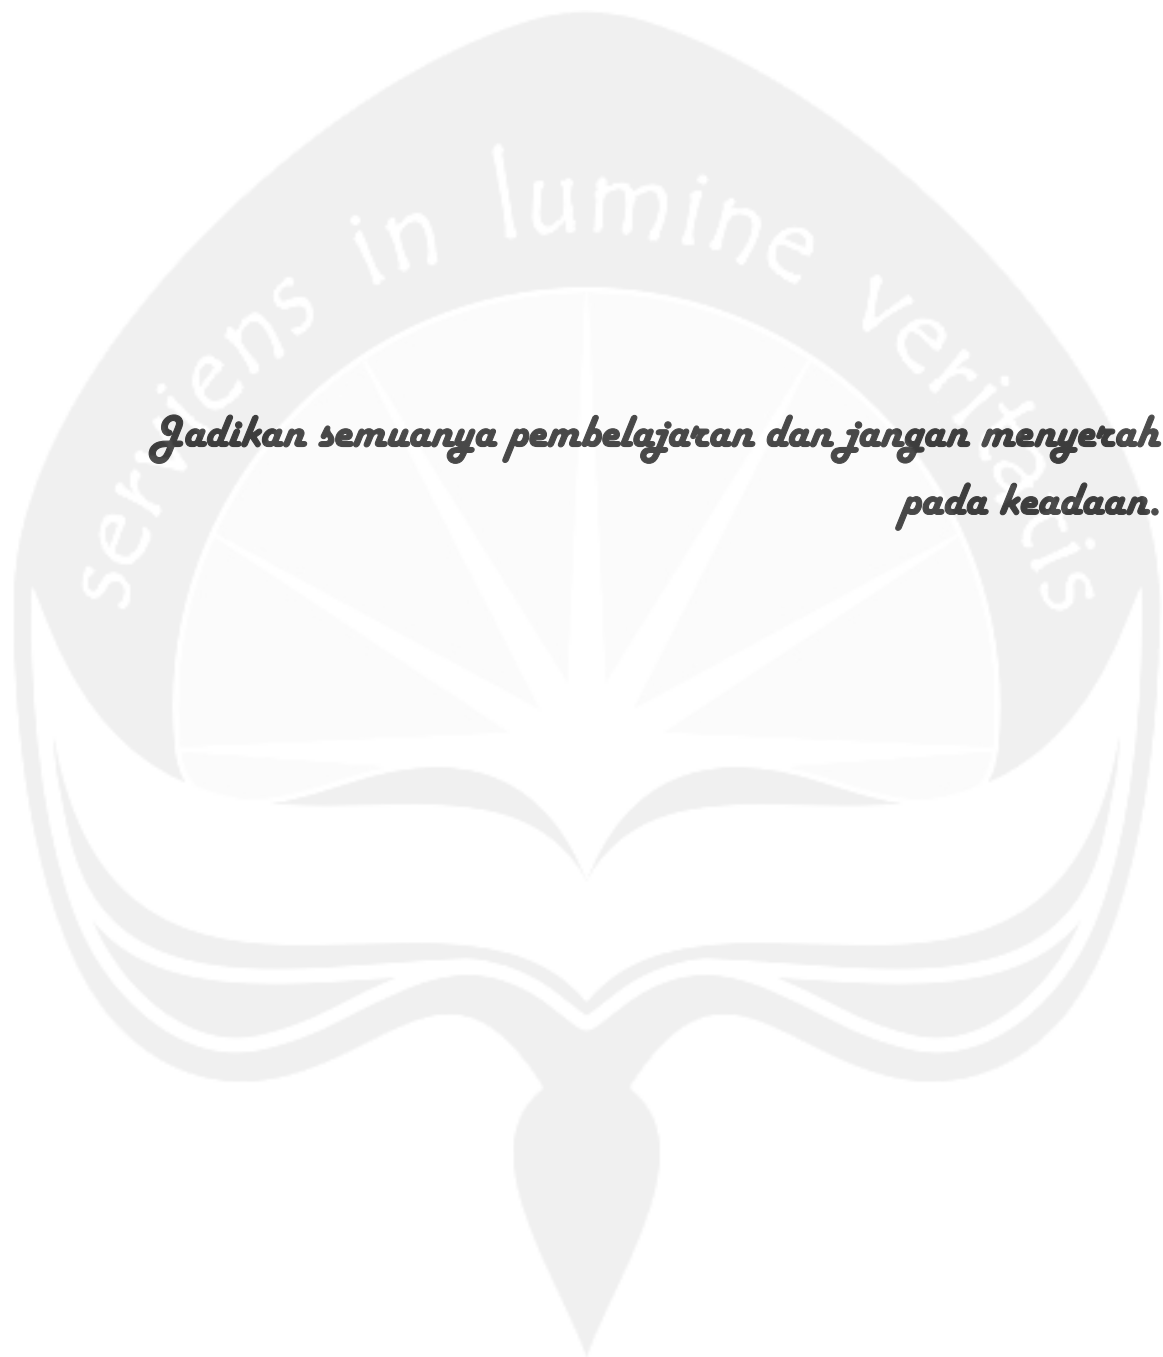 serviens in lumine veritatis
Jadikan semuanya pembelajaran dan jangan menyerah
pada keadaan.